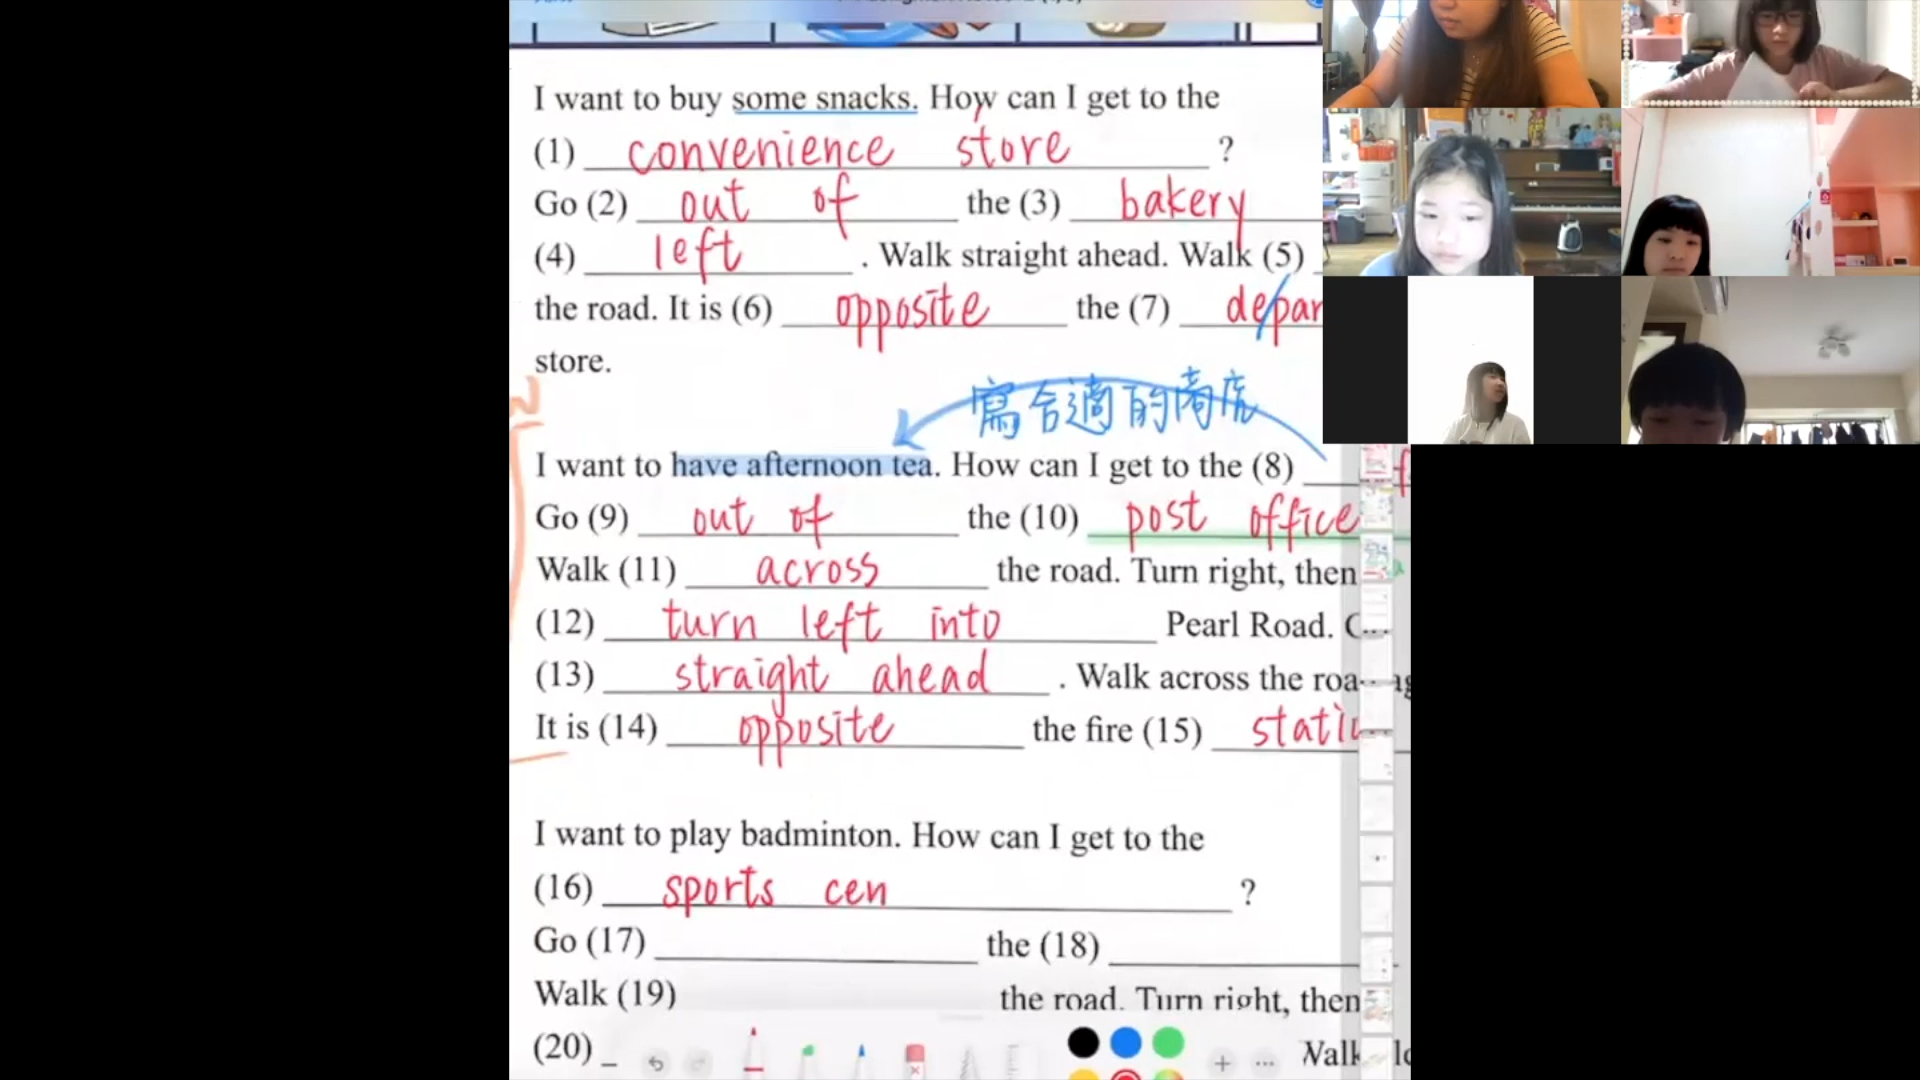 I want to buy some snacks. How can I get to the
(1) convenience store ?
Go (2) out of the (3) bakery
(4) left . Walk straight ahead. Walk (5)
the road. It is (6) opposite the (7) depar
store.
寫合適的商店
I want to have afternoon tea. How can I get to the (8)
Go (9) out of the (10) post office
Walk (11) across the road. Turn right, then
(12) turn left into Pearl Road.
(13) straight ahead . Walk across the roa
It is (14) opposite the fire (15) stati
I want to play badminton. How can I get to the
(16) sports cen ?
Go (17) the (18)
Walk (19) the road. Turn right, then
(20) Walk